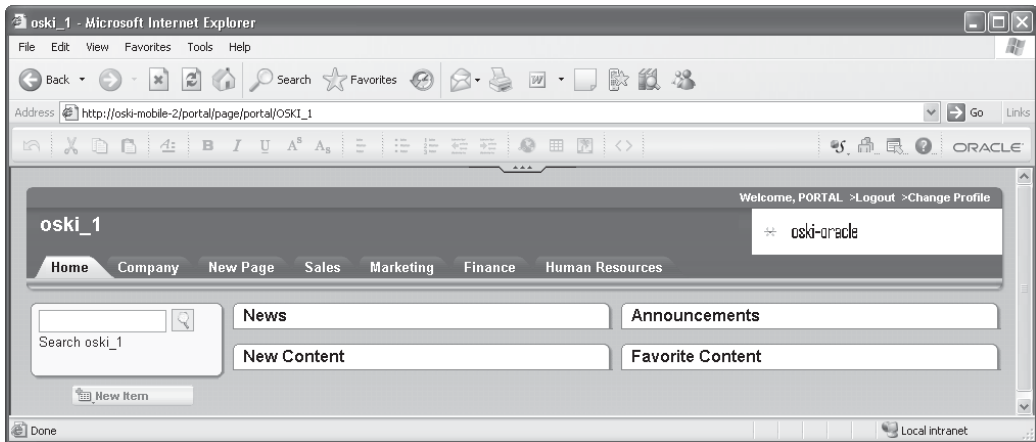 oski_1 - Microsoft Internet Explorer
File Edit View Favorites Tools Help
Back Search Favorites
Address http://oski-mobile-2/portal/page/portal/OSKI_1 Go Links
B I U A^s A_s ORACLE
Welcome, PORTAL >Logout >Change Profile
oski_1
oski-oracle
Home Company New Page Sales Marketing Finance Human Resources
News Announcements
Search oski_1
New Content Favorite Content
New Item
Done Local intranet